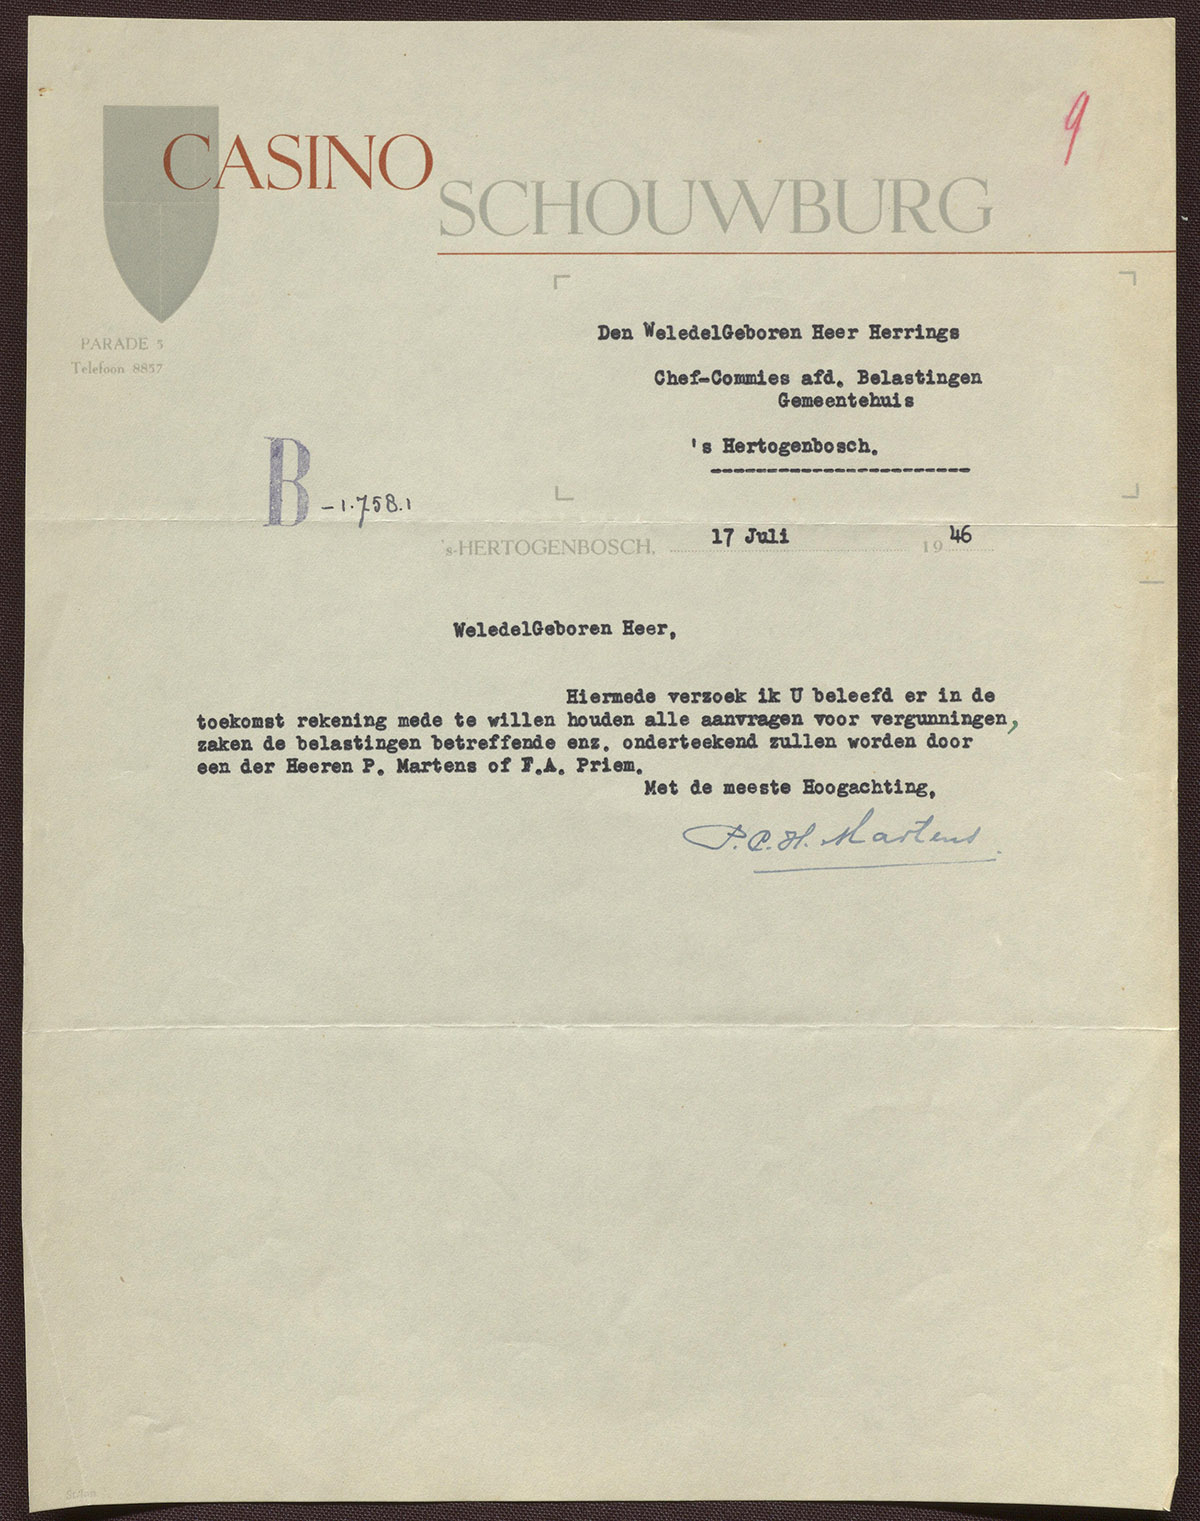 9
CASINO
SCHOUWBURG
PARADE 5
Telefoon 8857
Den WeledelGeboren Heer Herrings
Chef-Commies afd. Belastingen
Gemeentehuis
's Hertogenbosch.
B -1.758.1
's-HERTOGENBOSCH, 17 Juli 1946
WeledelGeboren Heer,
Hiermede verzoek ik U beleefd er in de
toekomst rekening mede te willen houden alle aanvragen voor vergunningen,
zaken de belastingen betreffende enz. onderteekend zullen worden door
een der Heeren P. Martens of F.A. Priem.
Met de meeste Hoogachting,
P.C.H. Martens.